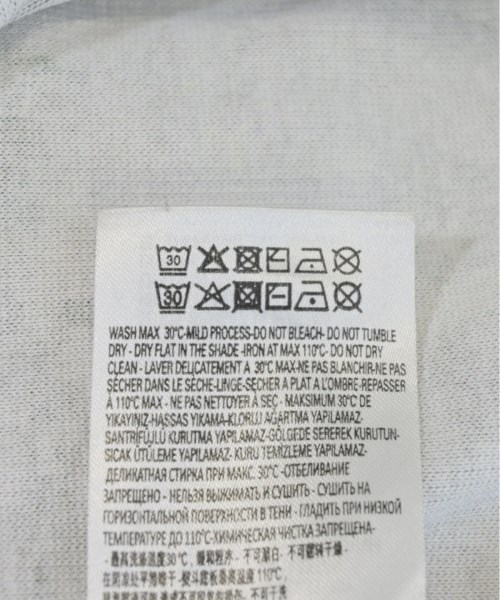 30
30
WASH MAX 30°C-MILD PROCESS-DO NOT BLEACH- DO NOT TUMBLE
DRY - DRY FLAT IN THE SHADE -IRON AT MAX 110°C- DO NOT DRY
CLEAN - LAVER DELICATEMENT A 30°C MAX-NE PAS BLANCHIR-NE PAS
SÉCHER DANS LE SÈCHE-LINGE-SÉCHER A PLAT A L'OMBRE-REPASSER
À 110°C MAX - NE PAS NETTOYER À SEC - MAKSIMUM 30°C DE
YIKAYINIZ-HASSAS YIKAMA-KLORLU AĞARTMA YAPILAMAZ-
SANTRİFÜJLÜ KURUTMA YAPILAMAZ-GÖLGEDE SEREREK KURUTUN-
SICAK ÜTÜLEME YAPILAMAZ- KURU TEMİZLEME YAPILAMAZ-
ДЕЛИКАТНАЯ СТИРКА ПРИ МАКС. 30°C -ОТБЕЛИВАНИЕ
ЗАПРЕЩЕНО - НЕЛЬЗЯ ВЫЖИМАТЬ И СУШИТЬ - СУШИТЬ НА
ГОРИЗОНТАЛЬНОЙ ПОВЕРХНОСТИ В ТЕНИ - ГЛАДИТЬ ПРИ НИЗКОЙ
ТЕМПЕРАТУРЕ ДО 110°C-ХИМИЧЕСКАЯ ЧИСТКА ЗАПРЕЩЕНА-
- 最高洗涤温度30°C , 缓和程序 - 不可漂白- 不可翻转干燥 -
在阴凉处平摊晾干 -熨斗底板最高温度 110°C ,